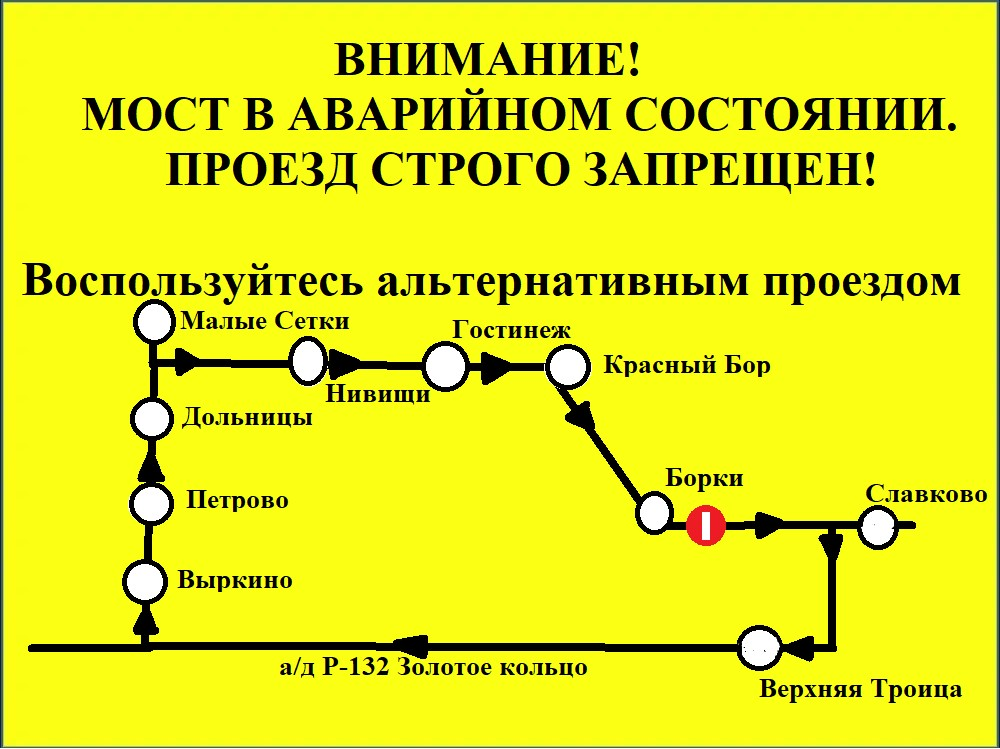 ВНИМАНИЕ!
МОСТ В АВАРИЙНОМ СОСТОЯНИИ.
ПРОЕЗД СТРОГО ЗАПРЕЩЕН!
Воспользуйтесь альтернативным проездом
Малые Сетки
Гостинеж
Красный Бор
Нивищи
Дольницы
Борки
Славково
Петрово
Выркино
а/д Р-132 Золотое кольцо
Верхняя Троица